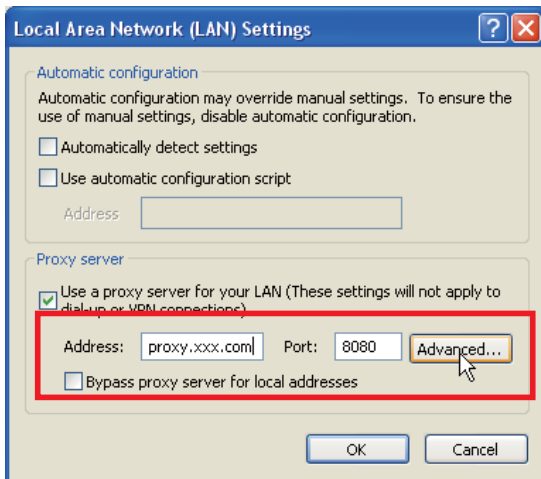 Local Area Network (LAN) Settings
Automatic configuration
Automatic configuration may override manual settings. To ensure the
use of manual settings, disable automatic configuration.
Automatically detect settings
Use automatic configuration script
Address
Proxy server
Use a proxy server for your LAN (These settings will not apply to
dial-up or VPN connections)
Address: proxy.xxx.com Port: 8080 Advanced...
Bypass proxy server for local addresses
OK Cancel